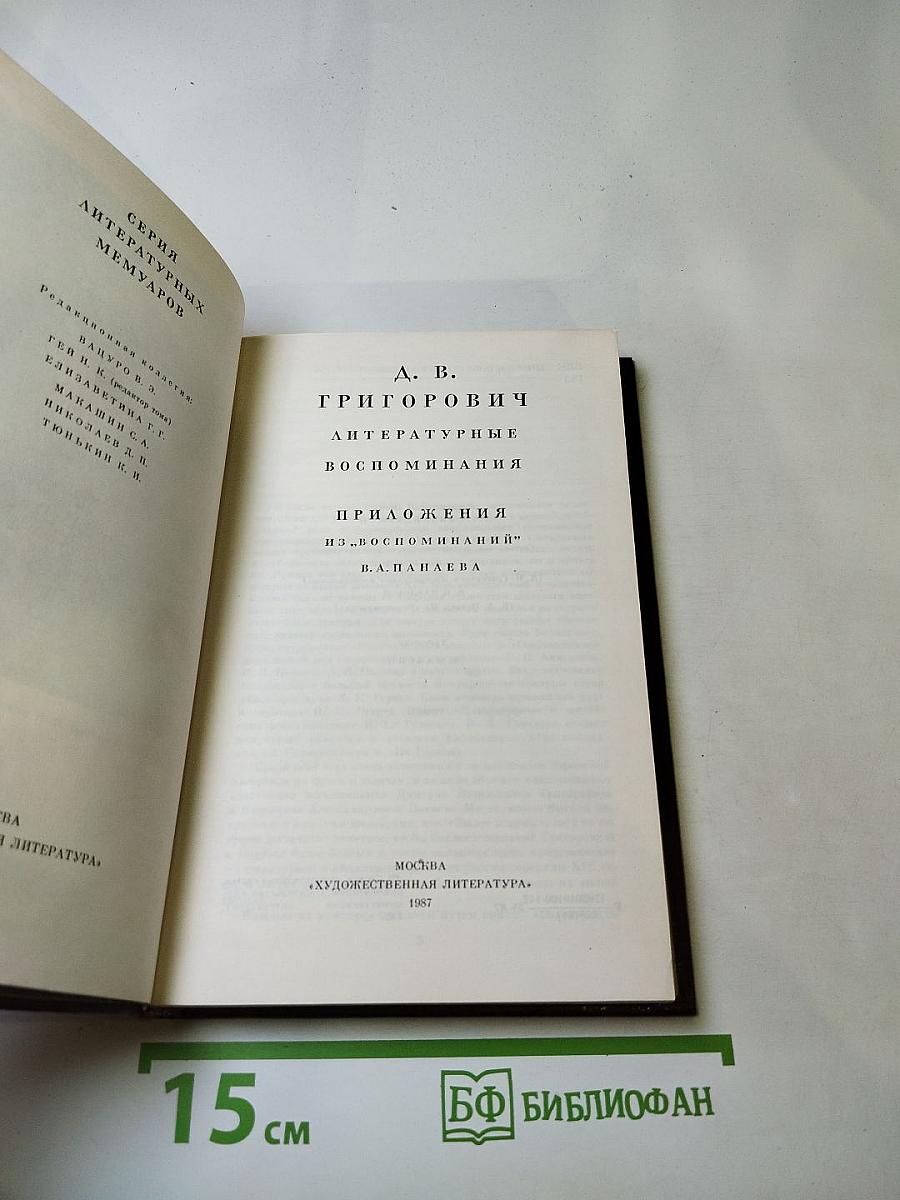 СЕРИЯ
ЛИТЕРАТУРНЫХ
МЕМУАРОВ
Редакционная коллегия:
ВАЦУРО В. Э.
ГЕЙ Н. К. (редактор тома)
ЕЛИЗАВЕТИНА Г. Г.
МАКАШИН С. А.
НИКОЛАЕВ Д. П.
ТЮНЬКИН К. И.
ЛИТЕРАТУРА»
Д. В.
ГРИГОРОВИЧ
ЛИТЕРАТУРНЫЕ
ВОСПОМИНАНИЯ
ПРИЛОЖЕНИЯ
ИЗ „ВОСПОМИНАНИЙ"
В. А. ПАНАЕВА
МОСКВА
«ХУДОЖЕСТВЕННАЯ ЛИТЕРАТУРА»
1987
15 см
БФ БИБЛИОФАН